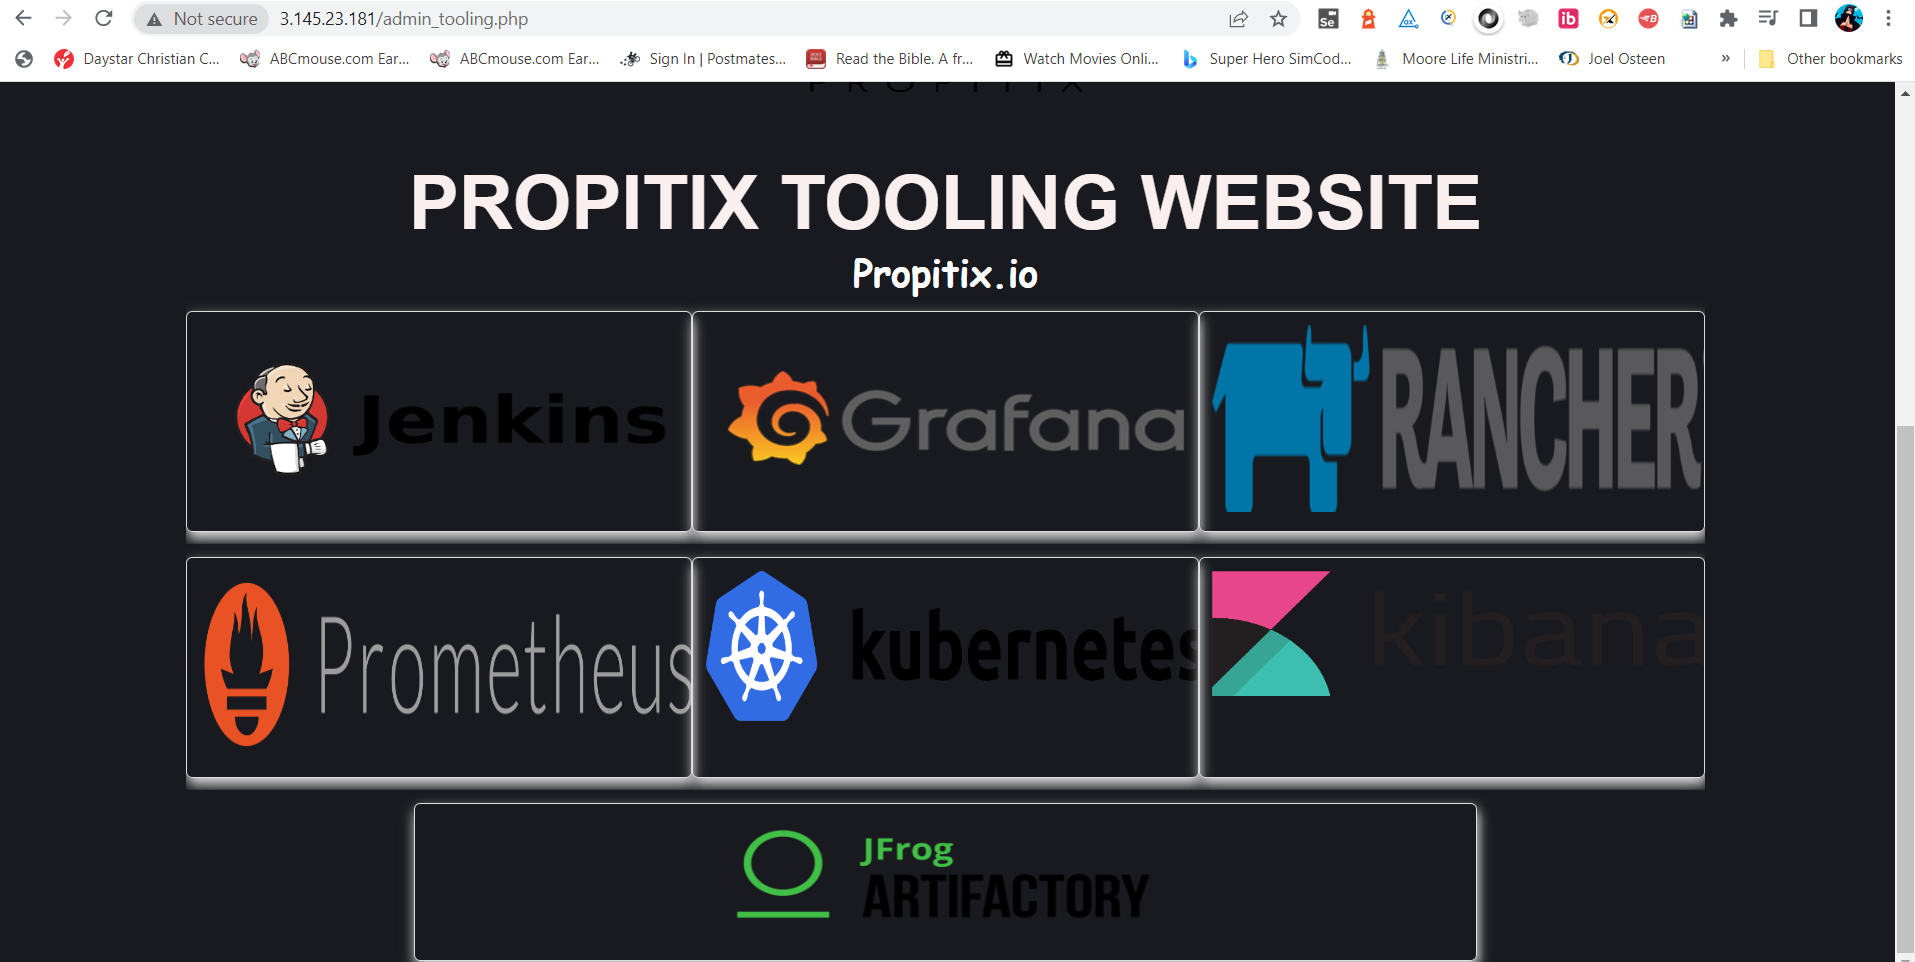 Not secure 3.145.23.181/admin_tooling.php
Daystar Christian C... ABCmouse.com Ear... ABCmouse.com Ear... Sign In | Postmates... Read the Bible. A fr... Watch Movies Onli... Super Hero SimCod... Moore Life Ministri... Joel Osteen » Other bookmarks
PROPITIX
PROPITIX TOOLING WEBSITE
Propitix.io
Jenkins Grafana RANCHER
Prometheus kubernetes kibana
JFrog
ARTIFACTORY